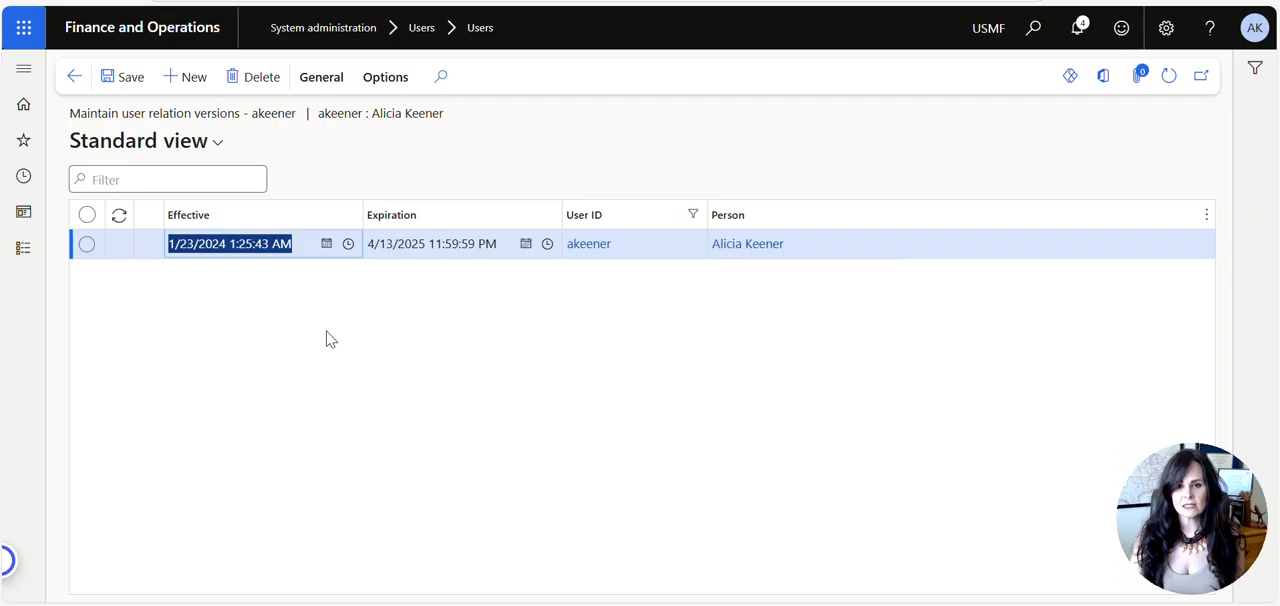 Finance and Operations
System administration Users Users
USMF
4
AK
Save New Delete General Options
0
Maintain user relation versions - akeener | akeener : Alicia Keener
Standard view
Filter
Effective Expiration User ID Person
1/23/2024 1:25:43 AM 4/13/2025 11:59:59 PM akeener Alicia Keener